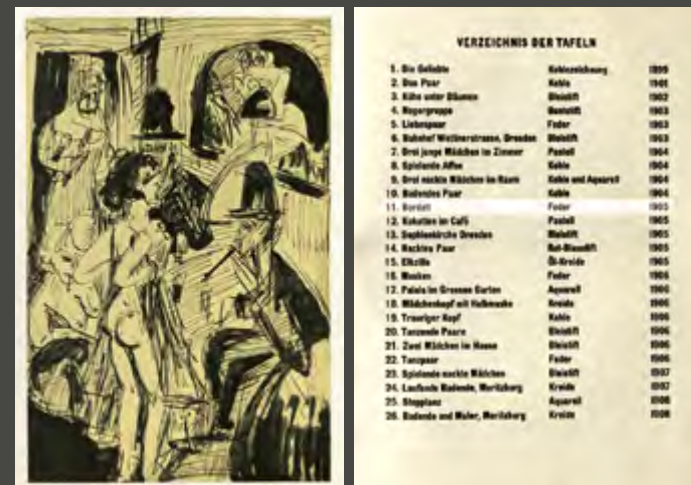 VERZEICHNIS DER TAFELN
1. Die Geliebte Kohlezeichnung 1899
2. Das Paar Kohle 1901
3. Kühe unter Bäumen Bleistift 1902
4. Negergruppe Buntstift 1903
5. Liebespaar Feder 1903
6. Bahnhof Wettinerstrasse, Dresden Bleistift 1903
7. Drei junge Mädchen im Zimmer Pastell 1904
8. Spielende Affen Kohle 1904
9. Drei nackte Mädchen im Raum Kohle und Aquarell 1904
10. Badendes Paar Kohle 1904
11. Bordell Feder 1905
12. Kokotten im Café Pastell 1905
13. Sophienkirche Dresden Bleistift 1905
14. Nacktes Paar Rot-Blaustift 1905
15. Öl-Kreide 1905
16. Masken Feder 1906
17. Palais im Grossen Garten Aquarell 1906
18. Mädchenkopf mit Halbmaske Kreide 1906
19. Trauriger Kopf Kohle 1906
20. Tanzende Paare Bleistift 1906
21. Zwei Mädchen im Bleistift 1906
22. Tanzpaar Feder 1906
23. Spielende nackte Mädchen Bleistift 1907
24. Laufende Badende, Moritzburg Kreide 1907
25. Stepptanz Aquarell 1908
26. Badende und Maler, Moritzburg Kreide 1908